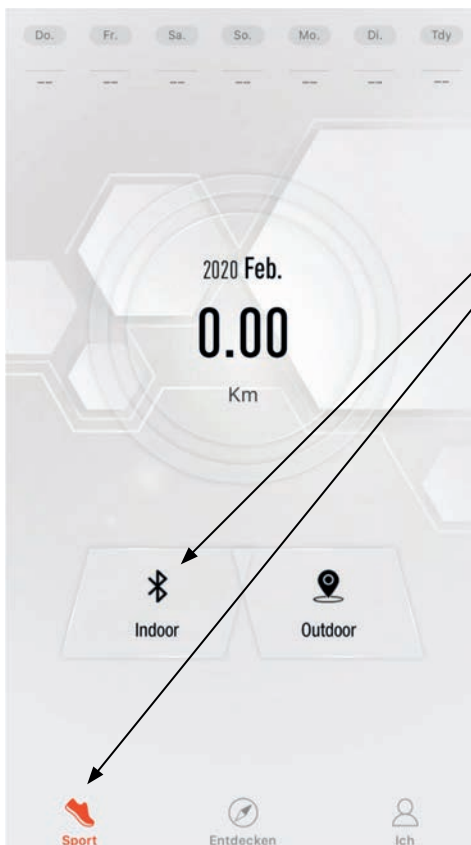 Do. Fr. Sa. So. Mo. Di. Tdy
--- --- --- --- --- --- ---
2020 Feb.
0.00
Km
Indoor Outdoor
Sport Entdecken Ich